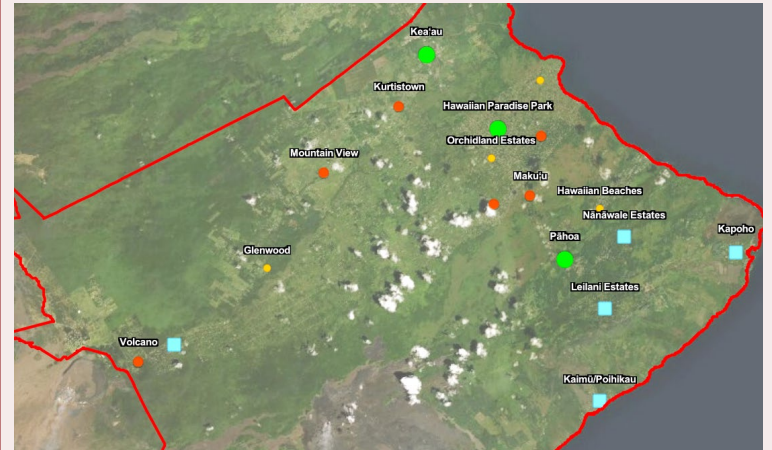 Kea'au
Kurtistown
Hawaiian Paradise Park
Orchidland Estates
Mountain View
Maku'u
Hawaiian Beaches
Nānāwale Estates
Kapoho
Pāhoa
Glenwood
Leilani Estates
Volcano
Kaimū/Poihikau